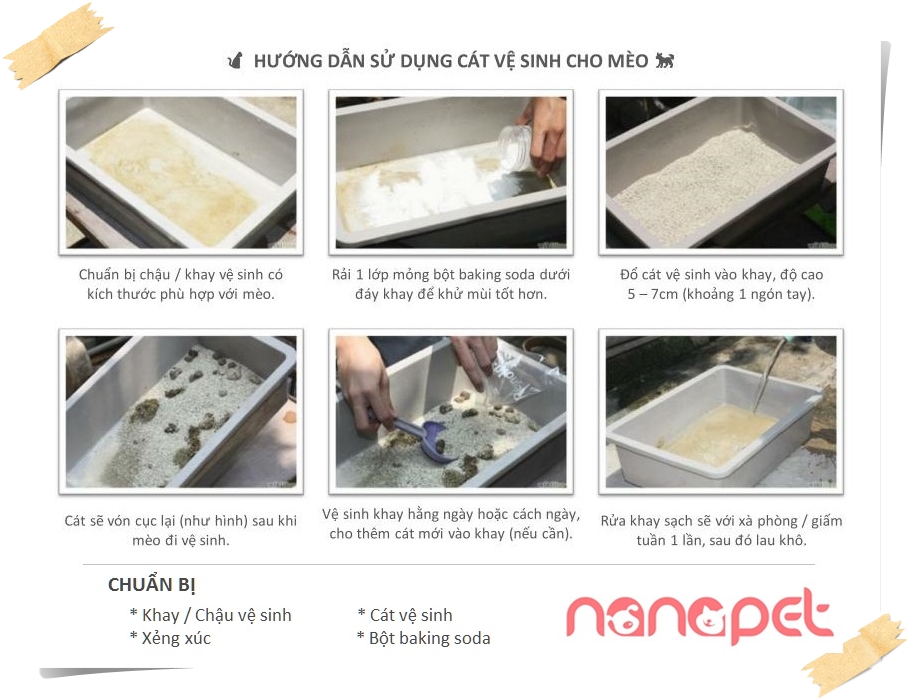 HƯỚNG DẪN SỬ DỤNG CÁT VỆ SINH CHO MÈO
Chuẩn bị chậu / khay vệ sinh có
kích thước phù hợp với mèo.
Rải 1 lớp mỏng bột baking soda dưới
đáy khay để khử mùi tốt hơn.
Đổ cát vệ sinh vào khay, độ cao
5 – 7cm (khoảng 1 ngón tay).
Cát sẽ vón cục lại (như hình) sau khi
mèo đi vệ sinh.
Vệ sinh khay hằng ngày hoặc cách ngày,
cho thêm cát mới vào khay (nếu cần).
Rửa khay sạch sẽ với xà phòng / giấm
tuần 1 lần, sau đó lau khô.
CHUẨN BỊ
* Khay / Chậu vệ sinh
* Cát vệ sinh
* Xẻng xúc
* Bột baking soda
nanapet